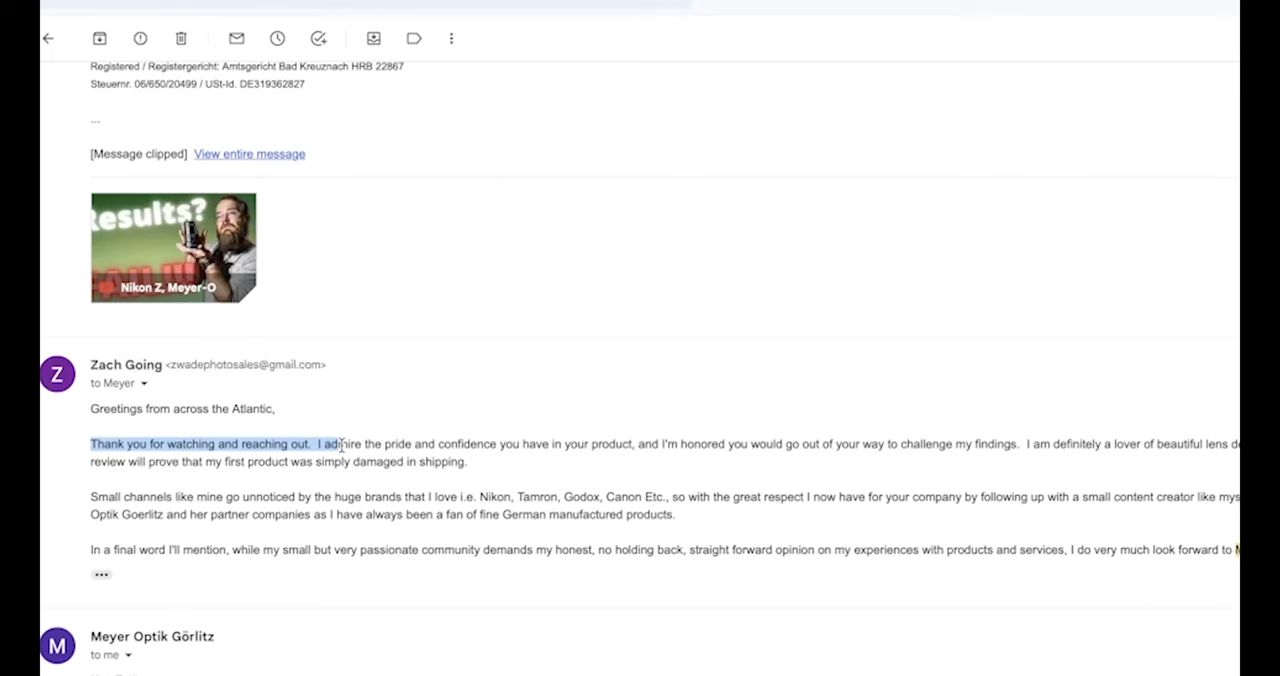 Registered / Registergericht: Amtsgericht Bad Kreuznach HRB 22867
Steuernr. 06/650/20499 / USt-Id. DE319362827
...
[Message clipped] View entire message
Results?
FAIL!!!
Nikon Z, Meyer-O
Z
Zach Going <zwadephotosales@gmail.com>
to Meyer
Greetings from across the Atlantic,
Thank you for watching and reaching out. I admire the pride and confidence you have in your product, and I'm honored you would go out of your way to challenge my findings. I am definitely a lover of beautiful lens
review will prove that my first product was simply damaged in shipping.
Small channels like mine go unnoticed by the huge brands that I love i.e. Nikon, Tamron, Godox, Canon Etc., so with the great respect I now have for your company by following up with a small content creator like
Optik Goerlitz and her partner companies as I have always been a fan of fine German manufactured products.
In a final word I'll mention, while my small but very passionate community demands my honest, no holding back, straight forward opinion on my experiences with products and services, I do very much look forward to
M
Meyer Optik Görlitz
to me